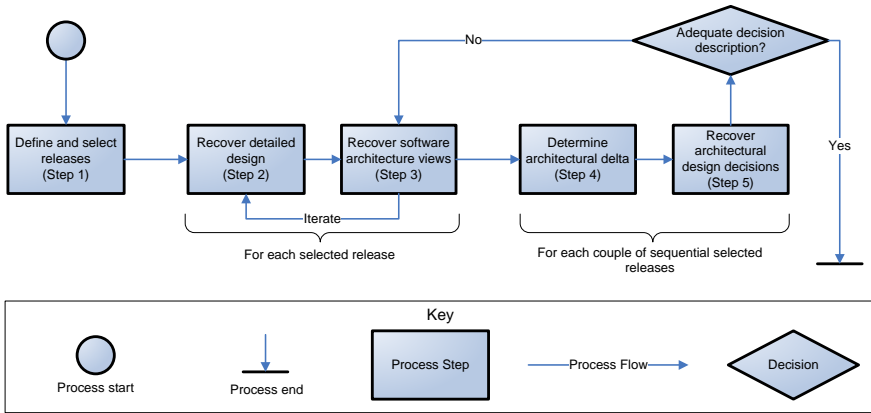 Adequate decision
description?
No
Define and select
releases
(Step 1)
Recover detailed
design
(Step 2)
Recover software
architecture views
(Step 3)
Determine
architectural delta
(Step 4)
Recover
architectural
design decisions
(Step 5)
Yes
Iterate
For each selected release
For each couple of sequential selected
releases
Key
Process start
Process end
Process Step
Process Flow
Decision